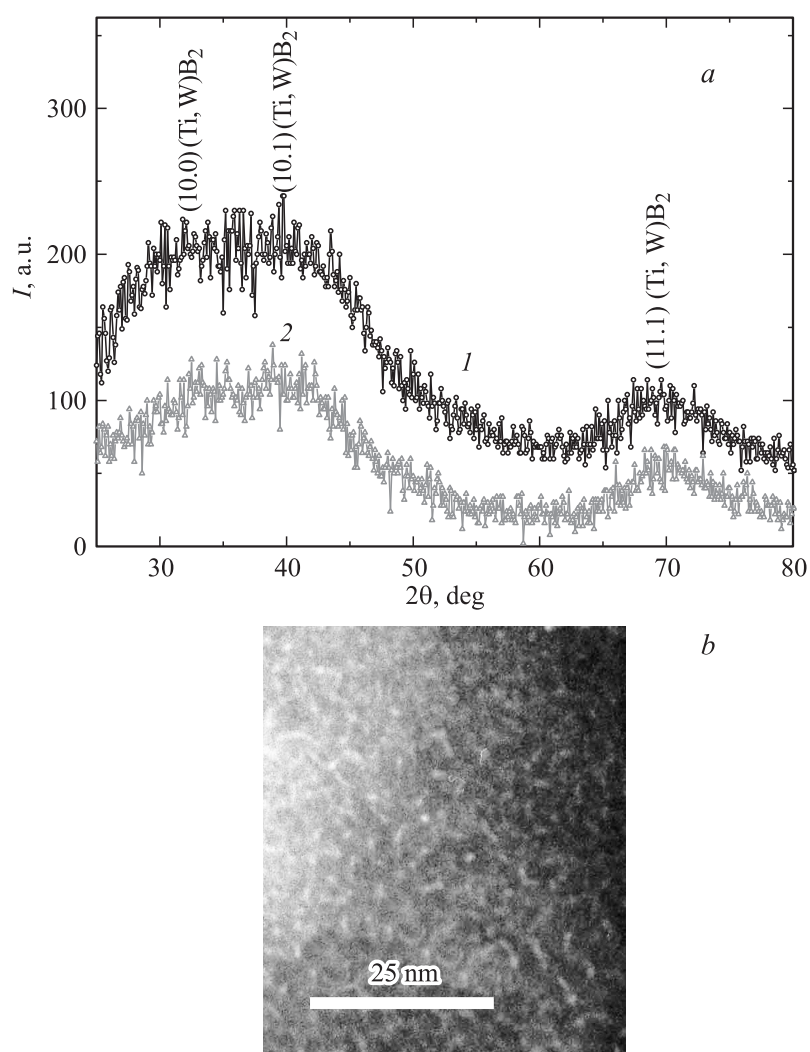 a
300
200
100
0
I, a.u.
(10.0) (Ti, W)B2
(10.1) (Ti, W)B2
(11.1) (Ti, W)B2
2
1
30 40 50 60 70 80
2θ, deg
b
25 nm